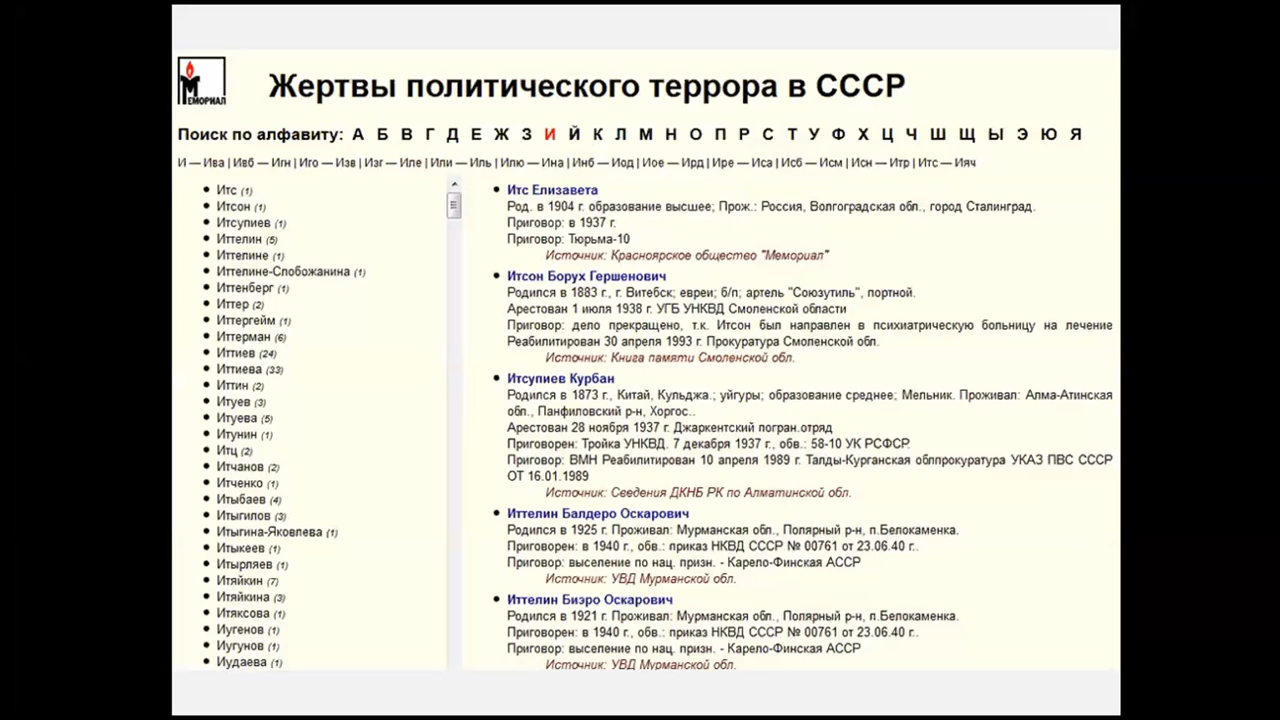 МЕМОРИАЛ
Жертвы политического террора в СССР
Поиск по алфавиту: А Б В Г Д Е Ж З И Й К Л М Н О П Р С Т У Ф Х Ц Ч Ш Щ Ы Э Ю Я
И — Ива | Ивб — Игн | Иго — Изв | Изг — Иле | Или — Иль | Илю — Ина | Инб — Иод | Иое — Ирд | Ире — Иса | Исб — Исм | Исн — Итр | Итс — Ияч
Итс (1)
Итсон (1)
Итсупиев (1)
Иттелин (5)
Иттелине (1)
Иттелине-Слобожанина (1)
Иттенберг (1)
Иттер (2)
Иттергейм (1)
Иттерман (6)
Иттиев (24)
Иттиева (33)
Иттин (2)
Итуев (3)
Итуева (5)
Итунин (1)
Итц (2)
Итчанов (2)
Итченко (1)
Итыбаев (4)
Итыгилов (3)
Итыгина-Яковлева (1)
Итыкеев (1)
Итырляев (1)
Итяйкин (7)
Итяйкина (3)
Итяксова (1)
Иугенов (1)
Иугунов (1)
Иудаева (1)
Итс Елизавета
Род. в 1904 г. образование высшее; Прож.: Россия, Волгоградская обл., город Сталинград.
Приговор: в 1937 г.
Приговор: Тюрьма-10
Источник: Красноярское общество "Мемориал"
Итсон Борух Гершенович
Родился в 1883 г., г. Витебск; евреи; б/п; артель "Союзутиль", портной.
Арестован 1 июля 1938 г. УГБ УНКВД Смоленской области
Приговор: дело прекращено, т.к. Итсон был направлен в психиатрическую больницу на лечение
Реабилитирован 30 апреля 1993 г. Прокуратура Смоленской обл.
Источник: Книга памяти Смоленской обл.
Итсупиев Курбан
Родился в 1873 г., Китай, Кульджа.; уйгуры; образование среднее; Мельник. Проживал: Алма-Атинская
обл., Панфиловский р-н, Хоргос..
Арестован 28 ноября 1937 г. Джаркентский погран.отряд
Приговорен: Тройка УНКВД. 7 декабря 1937 г., обв.: 58-10 УК РСФСР.
Приговор: ВМН Реабилитирован 10 апреля 1989 г. Талды-Курганская облпрокуратура УКАЗ ПВС СССР
ОТ 16.01.1989
Источник: Сведения ДКНБ РК по Алматинской обл.
Иттелин Балдеро Оскарович
Родился в 1925 г. Проживал: Мурманская обл., Полярный р-н, п.Белокаменка.
Приговорен: в 1940 г., обв.: приказ НКВД СССР № 00761 от 23.06.40 г..
Приговор: выселение по нац. призн. - Карело-Финская АССР
Источник: УВД Мурманской обл.
Иттелин Биэро Оскарович
Родился в 1921 г. Проживал: Мурманская обл., Полярный р-н, п.Белокаменка.
Приговорен: в 1940 г., обв.: приказ НКВД СССР № 00761 от 23.06.40 г..
Приговор: выселение по нац. призн. - Карело-Финская АССР
Источник: УВД Мурманской обл.